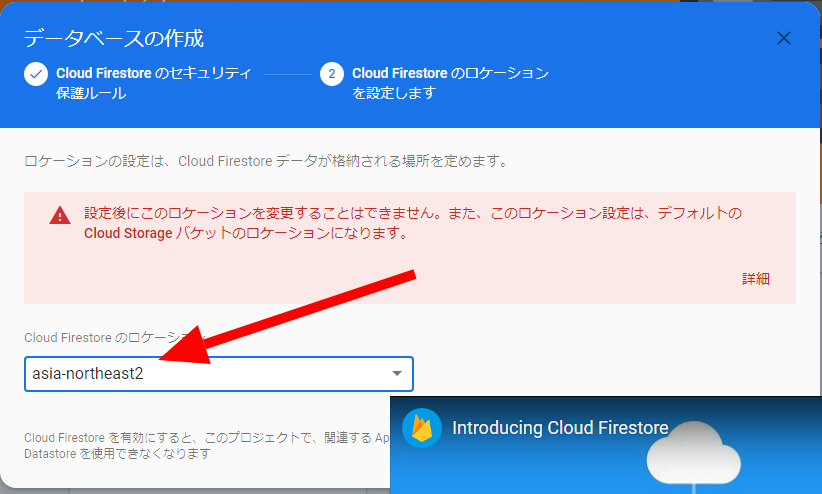 データベースの作成
Cloud Firestore のセキュリティ
保護ルール
2
Cloud Firestore のロケーション
を設定します
ロケーションの設定は、Cloud Firestore データが格納される場所を定めます。
設定後にこのロケーションを変更することはできません。また、このロケーション設定は、デフォルトの
Cloud Storage バケットのロケーションになります。
詳細
Cloud Firestore のロケーション
asia-northeast2
Cloud Firestore を有効にすると、このプロジェクトで、関連する Ap
Datastore を使用できなくなります
Introducing Cloud Firestore